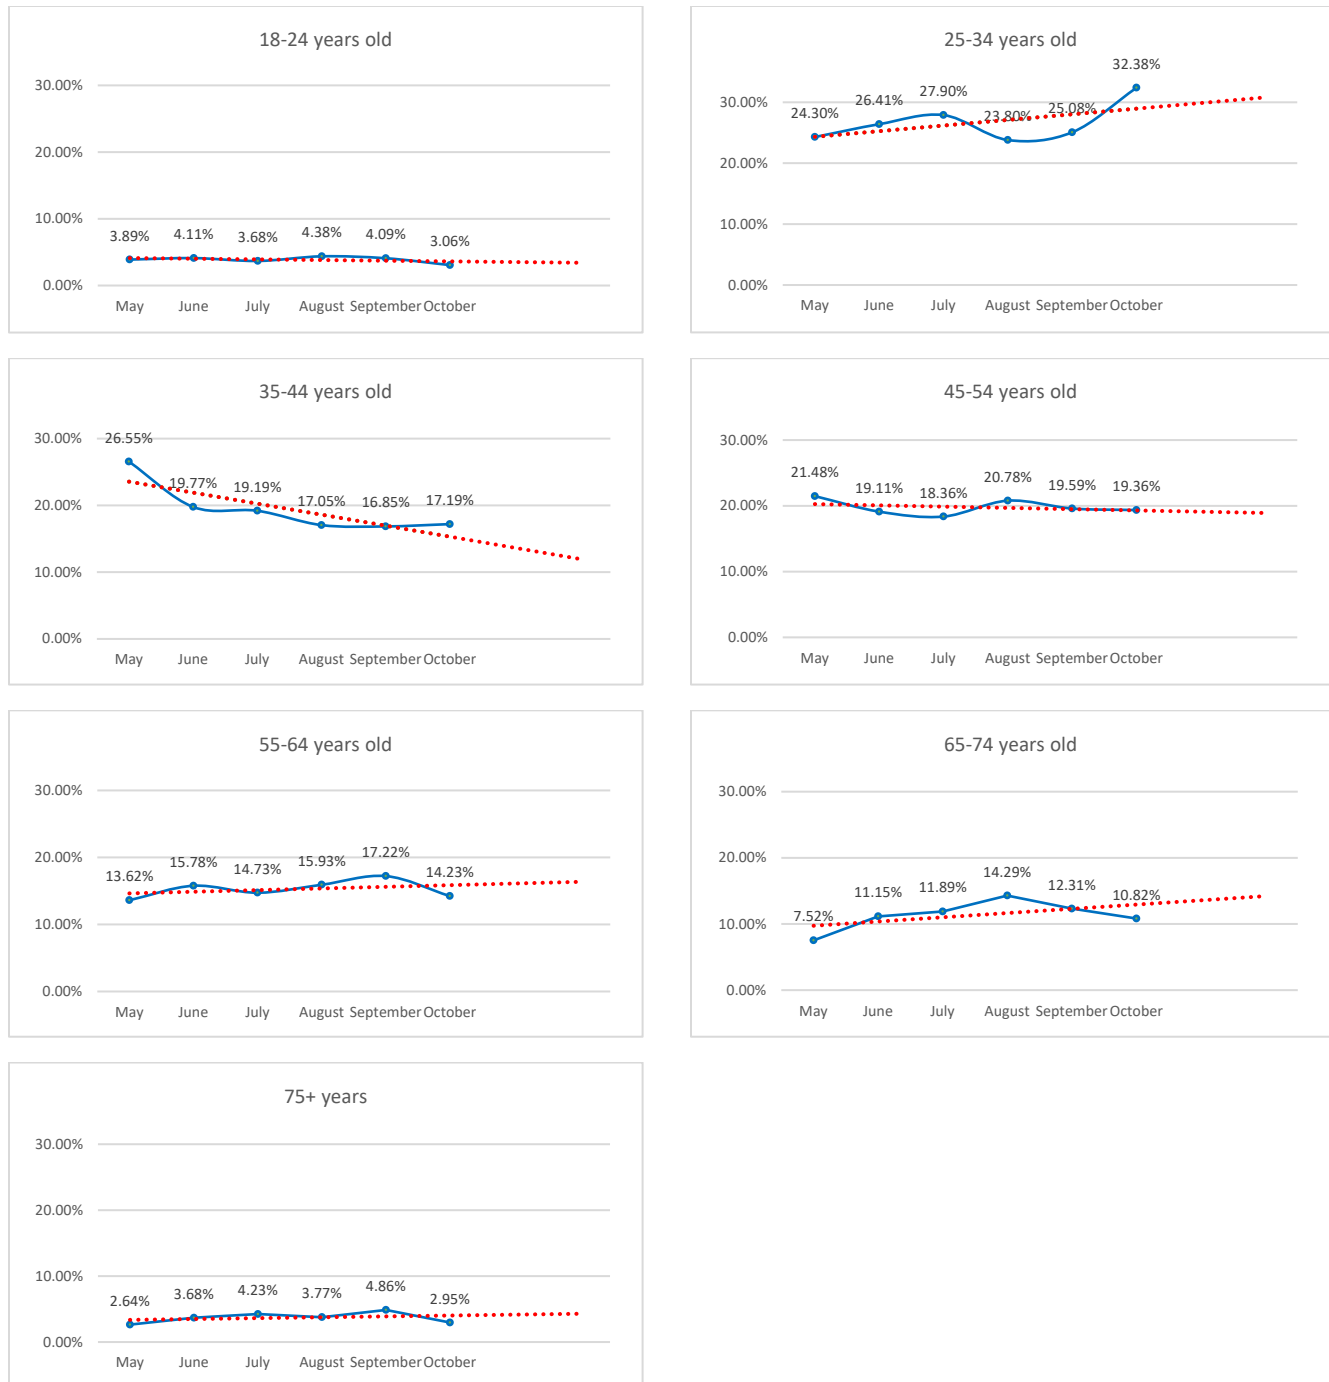 18-24 years old
30.00%
20.00%
10.00%
0.00%
3.89% 4.11% 3.68% 4.38% 4.09% 3.06%
May June July August September October
25-34 years old
30.00%
20.00%
10.00%
0.00%
24.30% 26.41% 27.90% 23.80% 25.08% 32.38%
May June July August September October
35-44 years old
30.00%
20.00%
10.00%
0.00%
26.55% 19.77% 19.19% 17.05% 16.85% 17.19%
May June July August September October
45-54 years old
30.00%
20.00%
10.00%
0.00%
21.48% 19.11% 18.36% 20.78% 19.59% 19.36%
May June July August September October
55-64 years old
30.00%
20.00%
10.00%
0.00%
13.62% 15.78% 14.73% 15.93% 17.22% 14.23%
May June July August September October
65-74 years old
30.00%
20.00%
10.00%
0.00%
7.52% 11.15% 11.89% 14.29% 12.31% 10.82%
May June July August September October
75+ years
30.00%
20.00%
10.00%
0.00%
2.64% 3.68% 4.23% 3.77% 4.86% 2.95%
May June July August September October